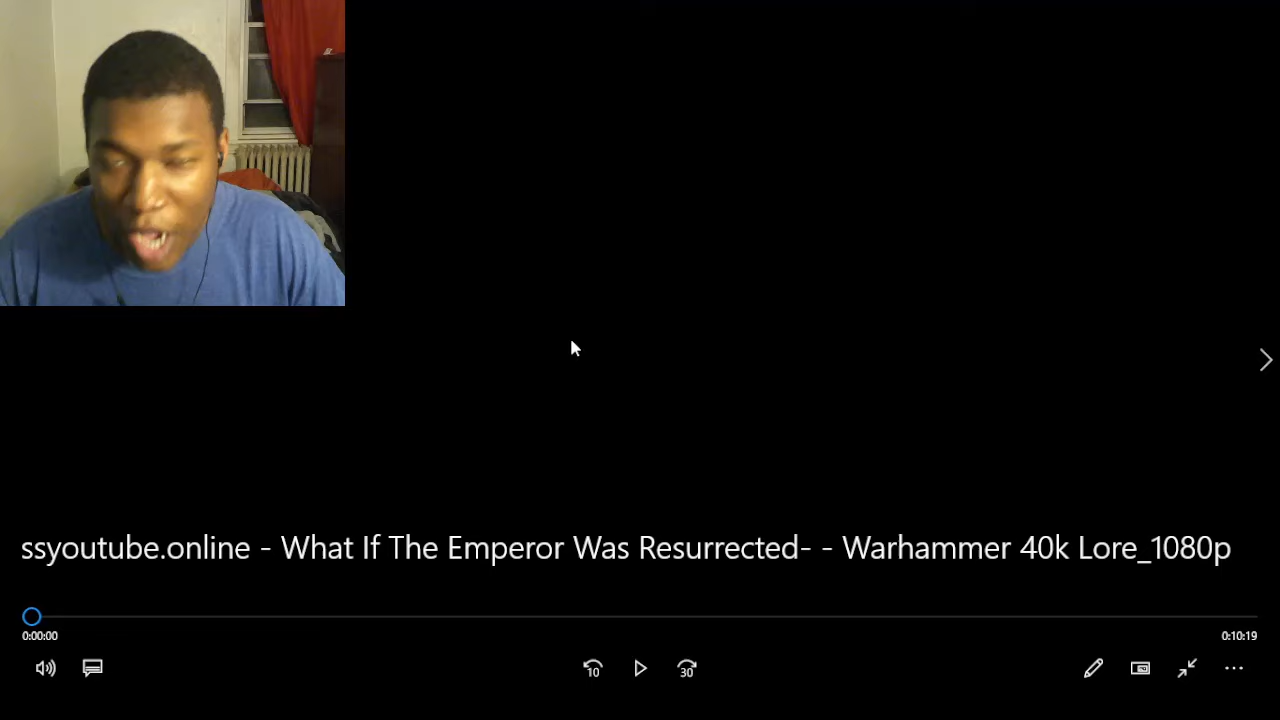 ssyoutube.online - What If The Emperor Was Resurrected- - Warhammer 40k Lore_1080p
0:00:00
0:10:19
10
30